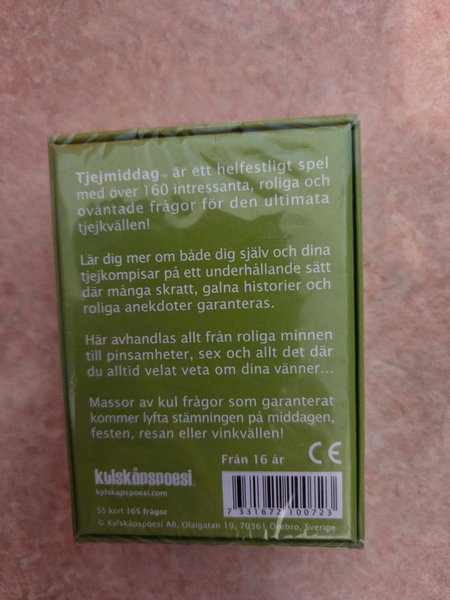 Tjejmiddag™ är ett helfestligt spel
med över 160 intressanta, roliga och
oväntade frågor för den ultimata
tjejkvällen!
Lär dig mer om både dig själv och dina
tjejkompisar på ett underhållande sätt
där många skratt, galna historier och
roliga anekdoter garanteras.
Här avhandlas allt från roliga minnen
till pinsamheter, sex och allt det där
du alltid velat veta om dina vänner...
Massor av kul frågor som garanterat
kommer lyfta stämningen på middagen,
festen, resan eller vinkvällen!
Från 16 år
CE
kylskåpspoesi
kylskapspoesi.com
7 331672 100723
55 kort 165 frågor
© Kylskåpspoesi AB, Olaigatan 19, 70361 Örebro, Sverige